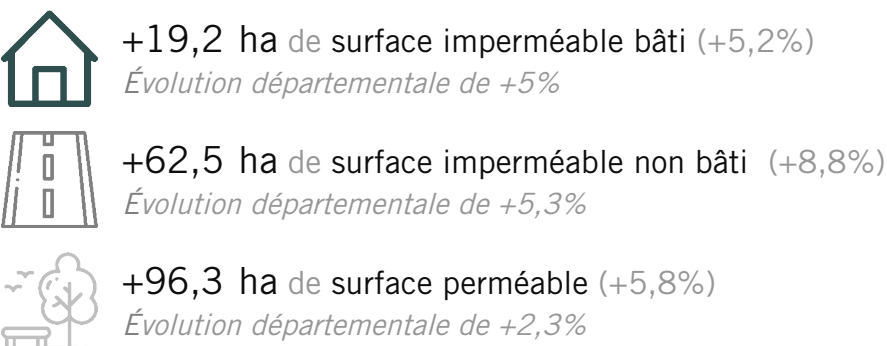 +19,2 ha de surface imperméable bâti (+5,2%)
Évolution départementale de +5%
+62,5 ha de surface imperméable non bâti (+8,8%)
Évolution départementale de +5,3%
+96,3 ha de surface perméable (+5,8%)
Évolution départementale de +2,3%